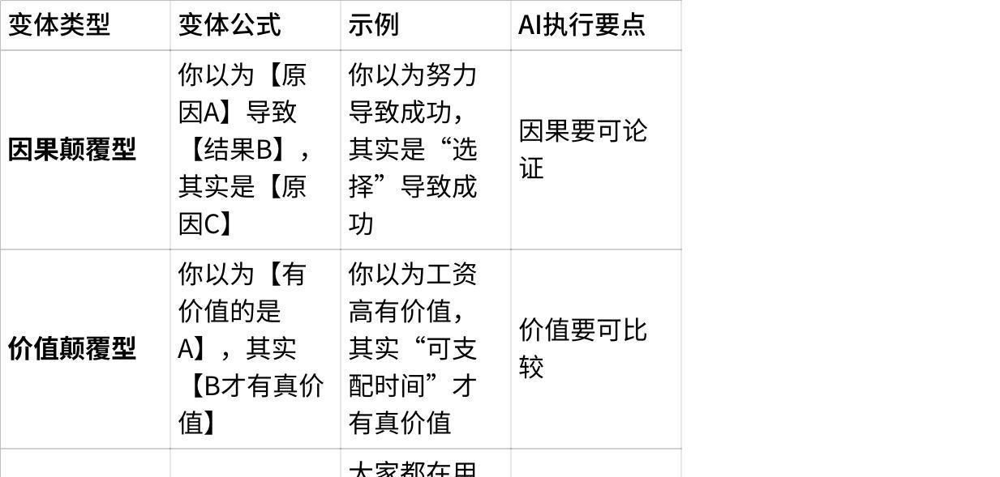 变体类型
变体公式
示例
AI执行要点
因果颠覆型
你以为【原
因A】导致
【结果B】，
其实是【原
因C】
你以为努力
导致成功，
其实是“选
择”导致成
功
因果要可论
证
价值颠覆型
你以为【有
价值的是
A】，其实
【B才有真价
值】
你以为工资
高有价值，
其实“可支
配时间”才
有真价值
价值要可比
较
大家都在用